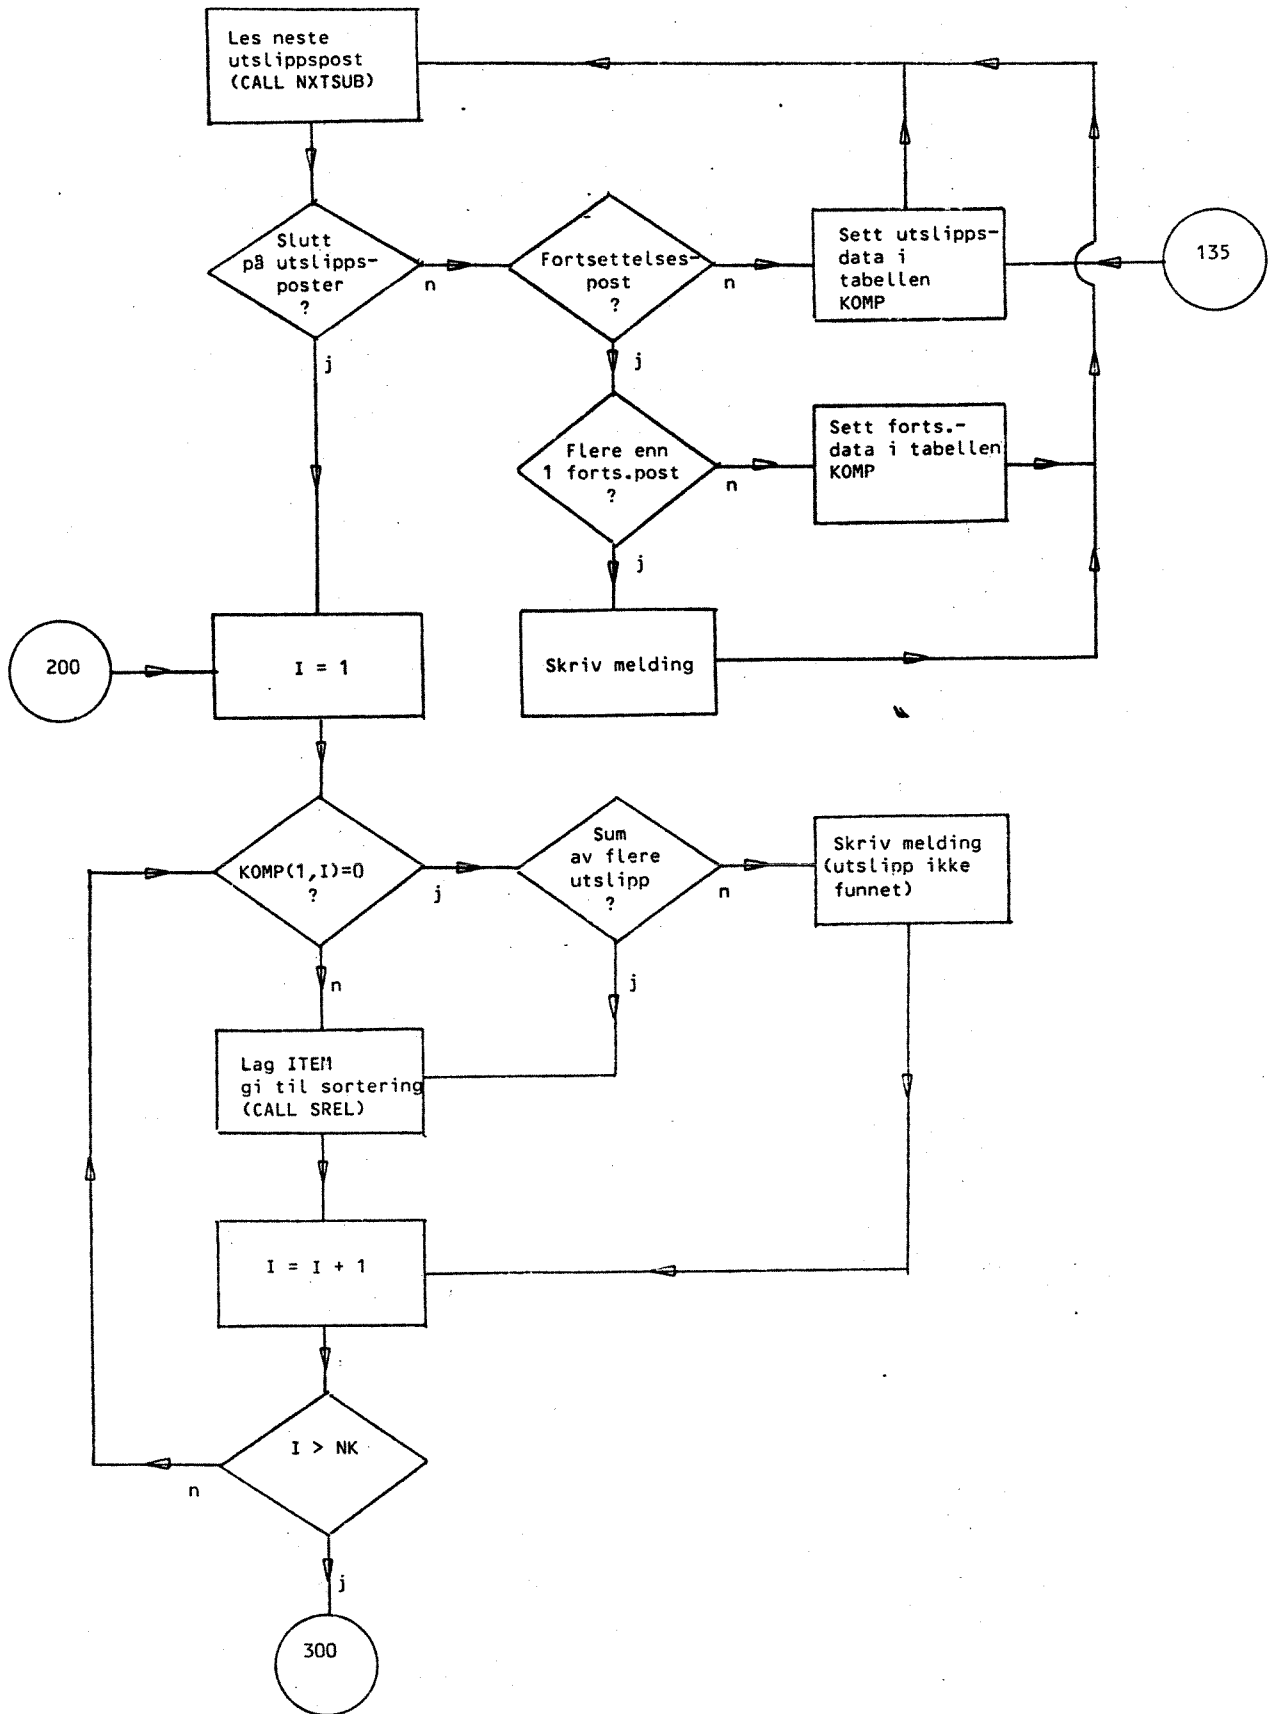 Les neste
utslippspost
(CALL NXTSUB)
Slutt
på utslipps-
poster
?
n
j
Fortsettelses-
post
?
n
j
Sett utslipps-
data i
tabellen
KOMP
135
Flere enn
1 forts.post
?
n
j
Sett forts.-
data i tabellen
KOMP
Skriv melding
200
I = 1
KOMP(1,I)=0
?
j
n
Sum
av flere
utslipp
?
n
j
Skriv melding
(utslipp ikke
funnet)
Lag ITEM
gi til sortering
(CALL SREL)
I = I + 1
I > NK
n
j
300